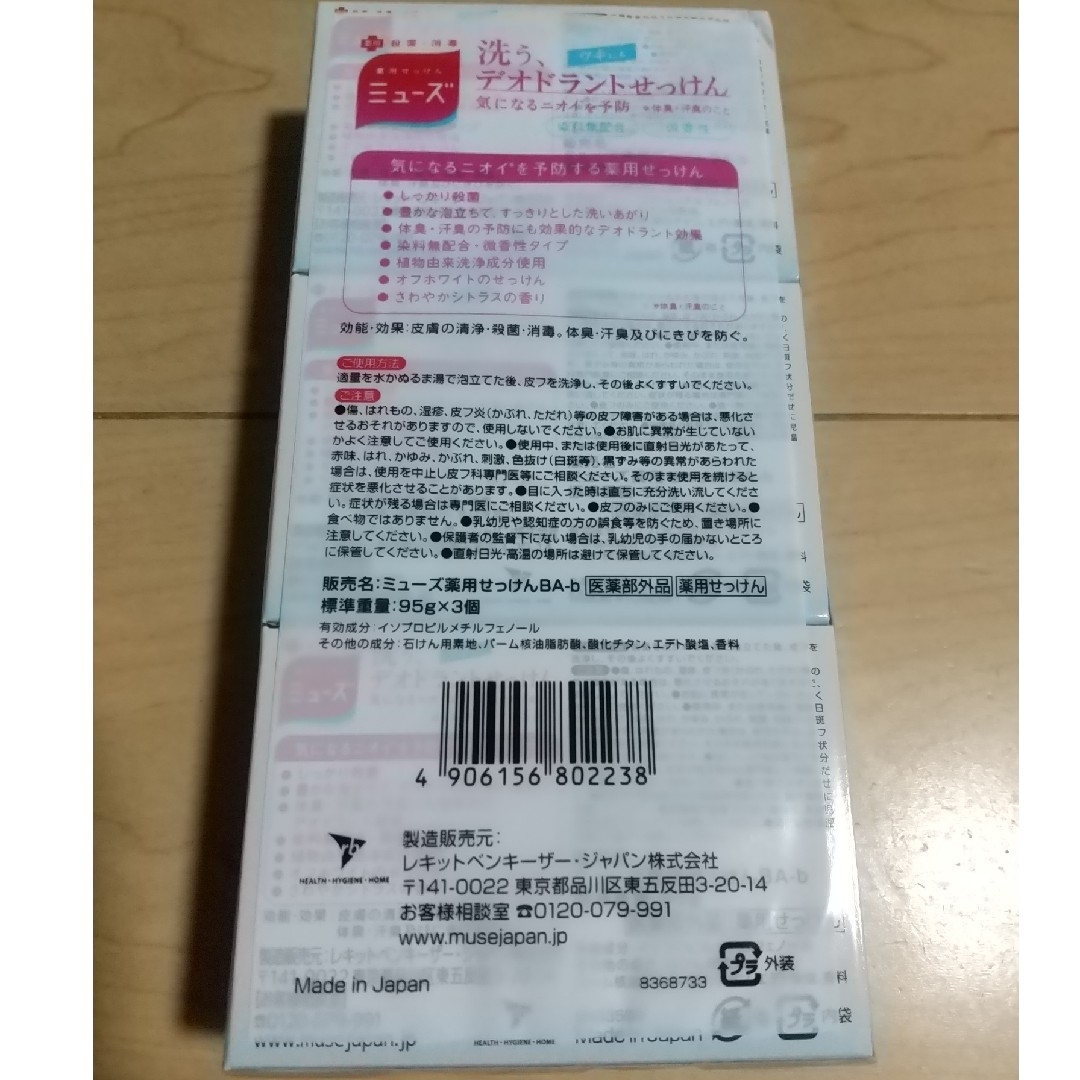 薬用 殺菌・消毒
薬用せっけん
ミューズ
洗う、
デオドラントせっけん
気になるニオイを予防 *体臭・汗臭のこと
気になるニオイ*を予防する薬用せっけん
●しっかり殺菌
●豊かな泡立ちで、すっきりとした洗いあがり
●体臭・汗臭の予防にも効果的なデオドラント効果
●染料無配合・微香性タイプ
●植物由来洗浄成分使用
●オフホワイトのせっけん
●さわやかシトラスの香り
*体臭・汗臭のこと
効能・効果:皮膚の清浄・殺菌・消毒。体臭・汗臭及びにきびを防ぐ。
ご使用方法
適量を水かぬるま湯で泡立てた後、皮フを洗浄し、その後よくすすいでください。
ご注意
●傷、はれもの、湿疹、皮フ炎(かぶれ、ただれ)等の皮フ障害がある場合は、悪化さ
せるおそれがありますので、使用しないでください。●お肌に異常が生じていない
かよく注意してご使用ください。●使用中、または使用後に直射日光があたって、
赤味、はれ、かゆみ、かぶれ、刺激、色抜け(白斑等)、黒ずみ等の異常があらわれた
場合は、使用を中止し皮フ科専門医等にご相談ください。そのまま使用を続けると
症状を悪化させることがあります。●目に入った時は直ちに充分洗い流してくださ
い。症状が残る場合は専門医にご相談ください。●皮フのみにご使用ください。●
食べ物ではありません。●乳幼児や認知症の方の誤食等を防ぐため、置き場所に
注意してください。●保護者の監督下にない場合は、乳幼児の手の届かないところ
に保管してください。●直射日光・高温の場所は避けて保管してください。
販売名:ミューズ薬用せっけんBA-b 医薬部外品 薬用せっけん
標準重量:95g×3個
有効成分:イソプロピルメチルフェノール
その他の成分:石けん用素地、パーム核油脂肪酸、酸化チタン、エデト酸塩、香料
4 906156 802238
rb
HEALTH・HYGIENE・HOME
製造販売元:
レキットベンキーザー・ジャパン株式会社
〒141-0022 東京都品川区東五反田3-20-14
お客様相談室 ☎0120-079-991
www.musejapan.jp
プラ 外装
Made in Japan
8368733